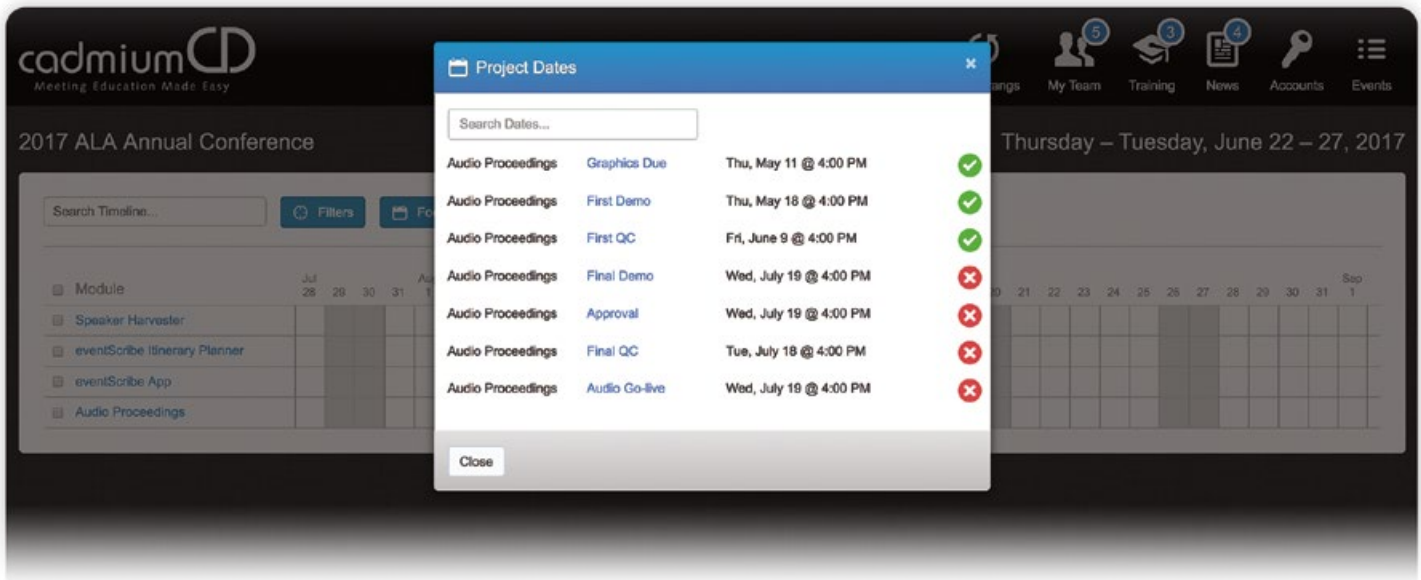 cadmiumCD
Meeting Education Made Easy
5
3
4
angs
My Team
Training
News
Accounts
Events
2017 ALA Annual Conference
Thursday – Tuesday, June 22 – 27, 2017
Search Timeline...
Filters
Project Dates
×
Search Dates...
Audio Proceedings Graphics Due Thu, May 11 @ 4:00 PM
Audio Proceedings First Demo Thu, May 18 @ 4:00 PM
Audio Proceedings First QC Fri, June 9 @ 4:00 PM
Audio Proceedings Final Demo Wed, July 19 @ 4:00 PM
Audio Proceedings Approval Wed, July 19 @ 4:00 PM
Audio Proceedings Final QC Tue, July 18 @ 4:00 PM
Audio Proceedings Audio Go-live Wed, July 19 @ 4:00 PM
Close
Jul Sep
Module 28 29 30 31 1 21 22 23 24 25 26 27 28 29 30 31 1
Speaker Harvester
eventScribe Itinerary Planner
eventScribe App
Audio Proceedings